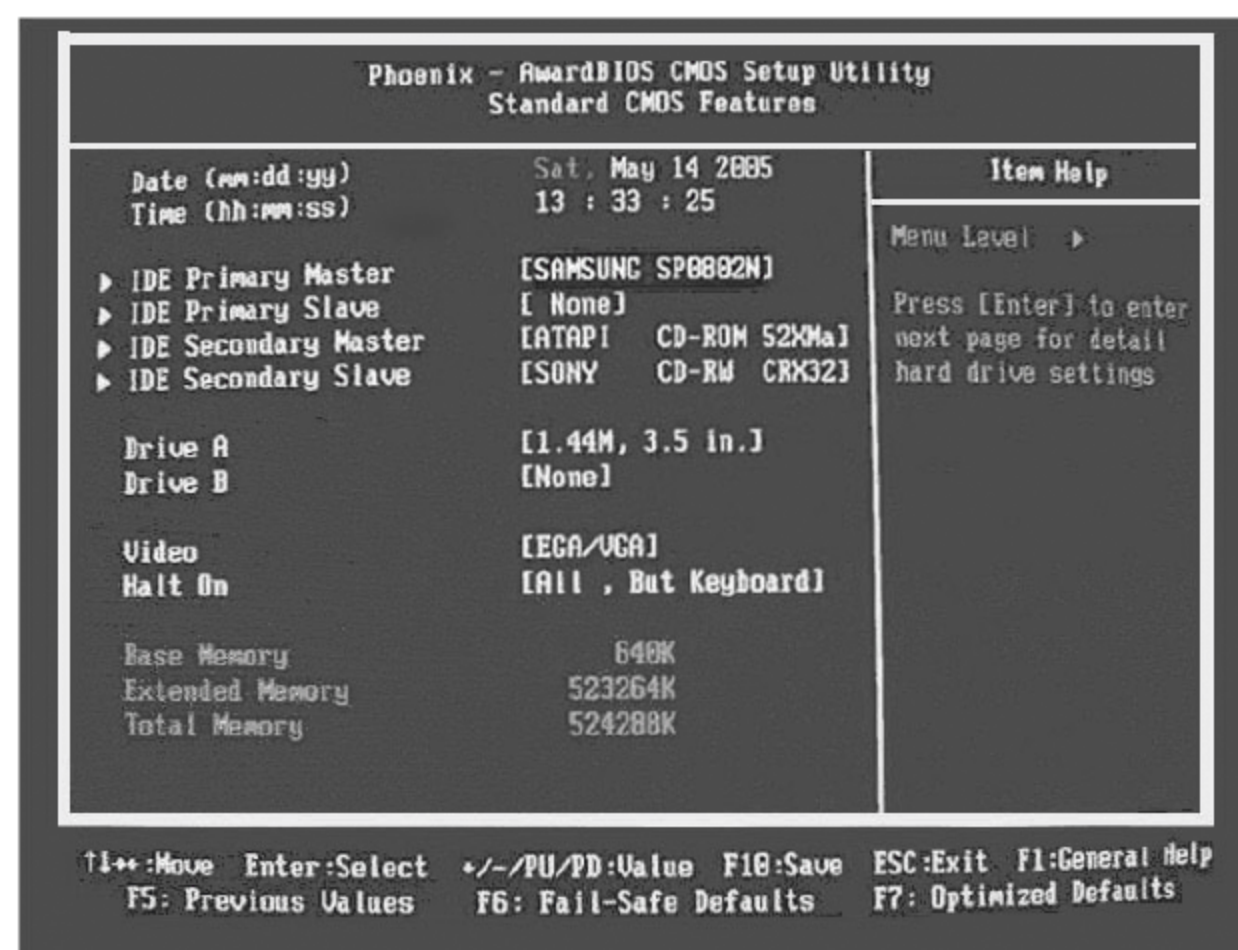 Phoenix - AwardBIOS CMOS Setup Utility
Standard CMOS Features
Date (mm:dd:yy) Sat, May 14 2005
Time (hh:mm:ss) 13 : 33 : 25
▶ IDE Primary Master [SAMSUNG SP0802N]
▶ IDE Primary Slave [ None]
▶ IDE Secondary Master [ATAPI CD-ROM 52XMa]
▶ IDE Secondary Slave [SONY CD-RW CRX32]
Drive A [1.44M, 3.5 in.]
Drive B [None]
Video [EGA/VGA]
Halt On [All , But Keyboard]
Base Memory 640K
Extended Memory 523264K
Total Memory 524288K
Item Help
Menu Level ▶
Press [Enter] to enter
next page for detail
hard drive settings
↑↓→←:Move Enter:Select +/-/PU/PD:Value F10:Save ESC:Exit F1:General Help
F5: Previous Values F6: Fail-Safe Defaults F7: Optimized Defaults